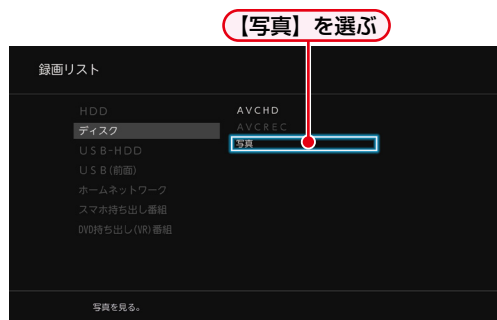 【写真】を選ぶ
録画リスト
HDD
ディスク
USB-HDD
USB(前面)
ホームネットワーク
スマホ持ち出し番組
DVD持ち出し(VR)番組
AVCHD
AVCREC
写真
写真を見る。